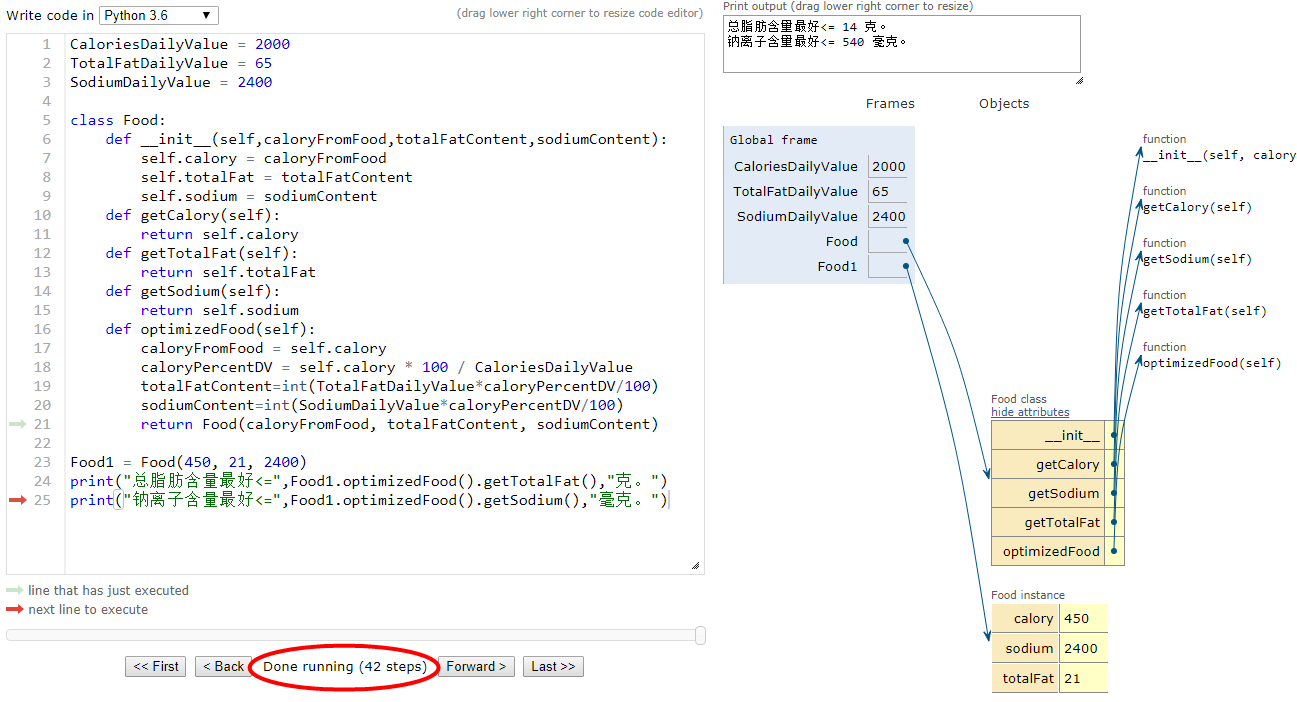 Write code in Python 3.6 ▼
(drag lower right corner to resize code editor)
1 CaloriesDailyValue = 2000
2 TotalFatDailyValue = 65
3 SodiumDailyValue = 2400
4
5 class Food:
6     def __init__(self,caloryFromFood,totalFatContent,sodiumContent):
7         self.calory = caloryFromFood
8         self.totalFat = totalFatContent
9         self.sodium = sodiumContent
10     def getCalory(self):
11         return self.calory
12     def getTotalFat(self):
13         return self.totalFat
14     def getSodium(self):
15         return self.sodium
16     def optimizedFood(self):
17         caloryFromFood = self.calory
18         caloryPercentDV = self.calory * 100 / CaloriesDailyValue
19         totalFatContent=int(TotalFatDailyValue*caloryPercentDV/100)
20         sodiumContent=int(SodiumDailyValue*caloryPercentDV/100)
21         return Food(caloryFromFood, totalFatContent, sodiumContent)
22
23 Food1 = Food(450, 21, 2400)
24 print("总脂肪含量最好<=",Food1.optimizedFood().getTotalFat(),"克。")
25 print("钠离子含量最好<=",Food1.optimizedFood().getSodium(),"毫克。")
line that has just executed
next line to execute
<< First
< Back
Done running (42 steps)
Forward >
Last >>
Print output (drag lower right corner to resize)
总脂肪含量最好<= 14 克。
钠离子含量最好<= 540 毫克。
Frames
Objects
Global frame
CaloriesDailyValue 2000
TotalFatDailyValue 65
SodiumDailyValue 2400
Food
Food1
function
__init__(self, calory
function
getCalory(self)
function
getSodium(self)
function
getTotalFat(self)
function
optimizedFood(self)
Food class
hide attributes
__init__
getCalory
getSodium
getTotalFat
optimizedFood
Food instance
calory 450
sodium 2400
totalFat 21